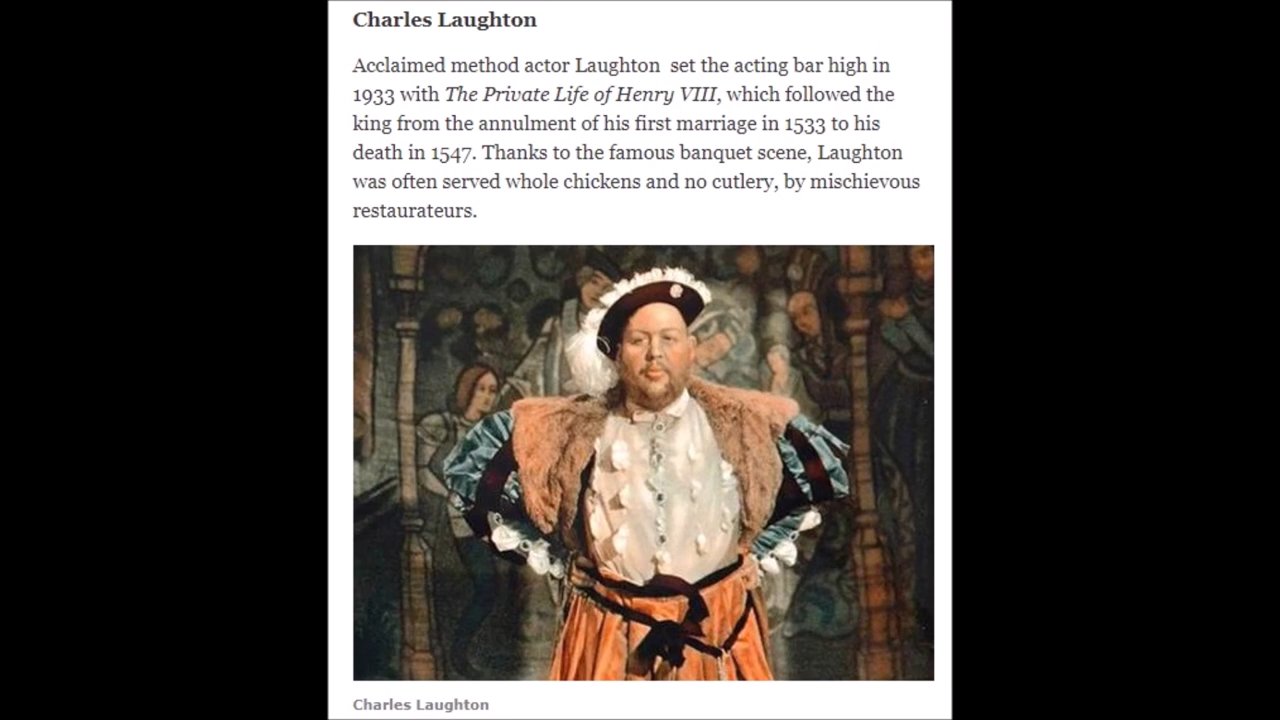 Charles Laughton
Acclaimed method actor Laughton  set the acting bar high in
1933 with The Private Life of Henry VIII, which followed the
king from the annulment of his first marriage in 1533 to his
death in 1547. Thanks to the famous banquet scene, Laughton
was often served whole chickens and no cutlery, by mischievous
restaurateurs.
Charles Laughton